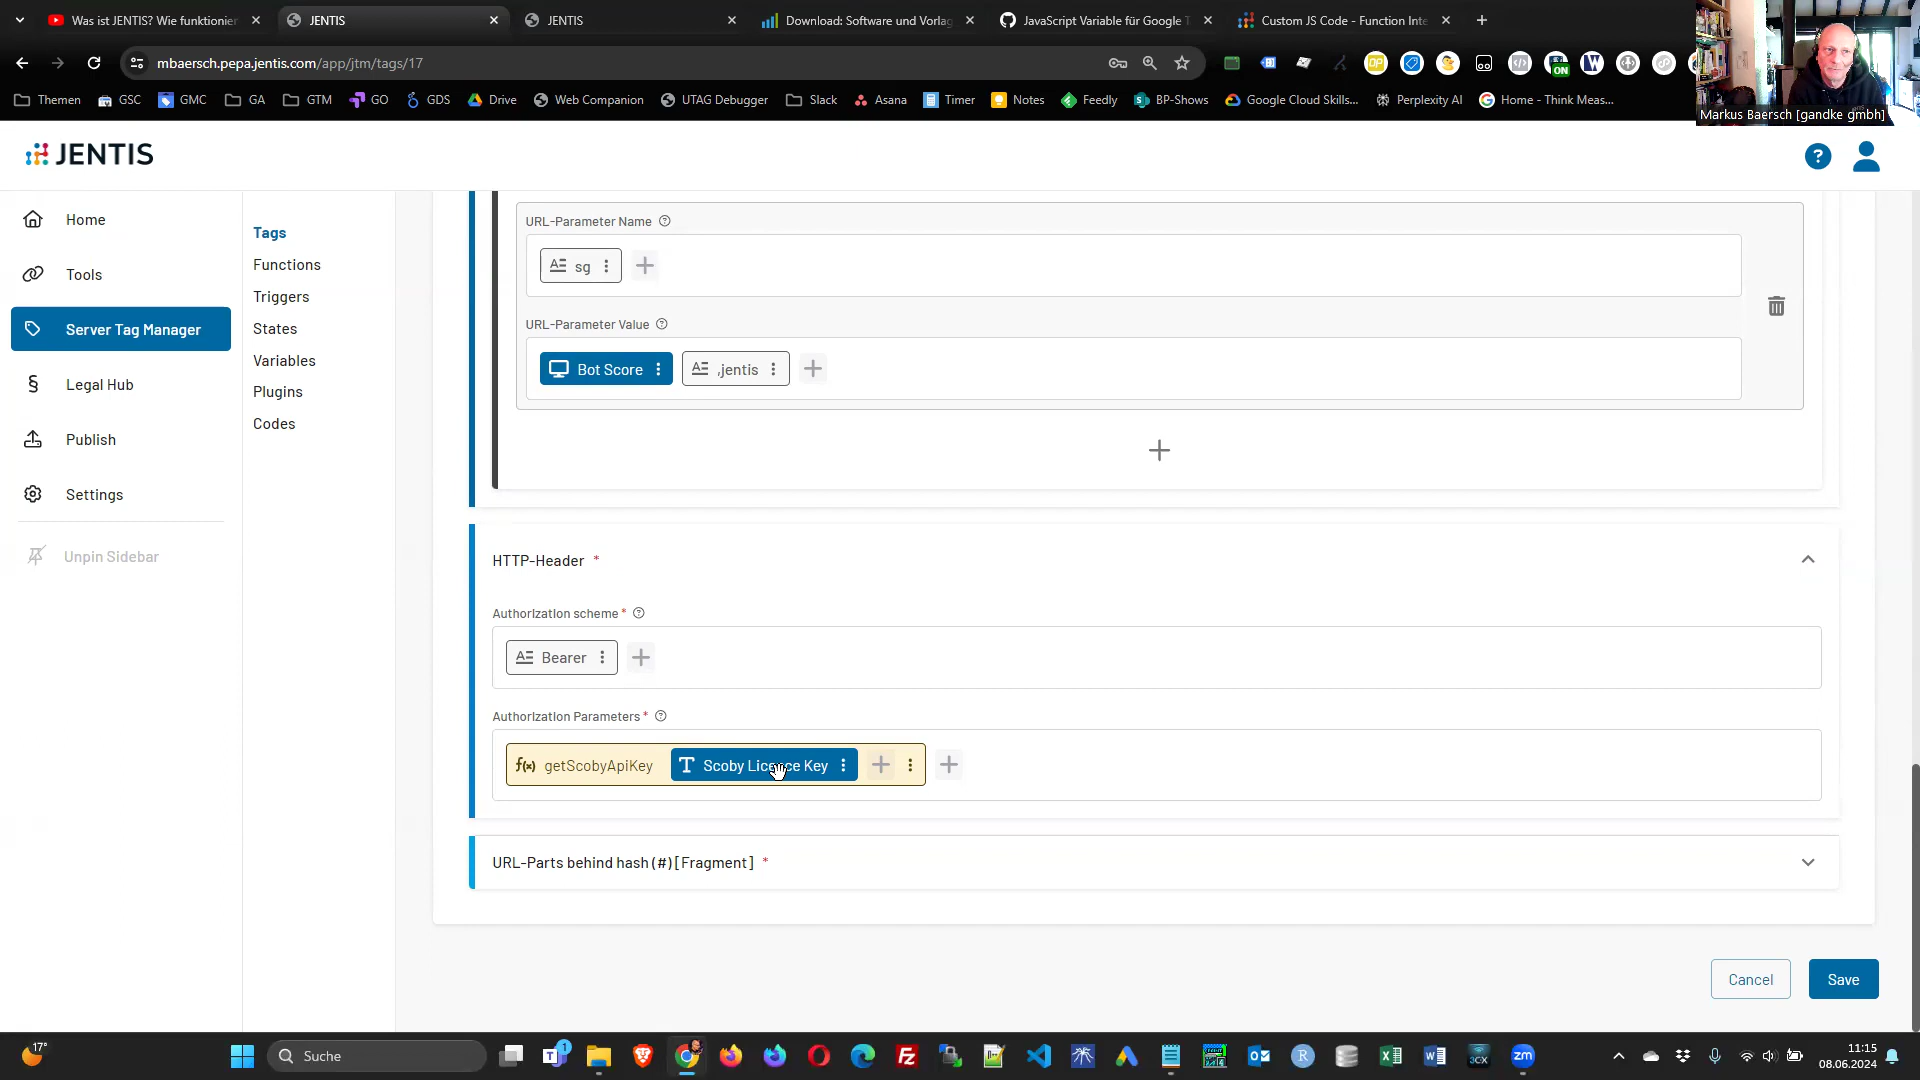 Was ist JENTIS? Wie funktionier
JENTIS
JENTIS
Download: Software und Vorlag
JavaScript Variable für Google T
Custom JS Code - Function Inte
mbaersch.pepa.jentis.com/app/jtm/tags/17
ON
Themen
GSC
GMC
GA
GTM
GO
GDS
Drive
Web Companion
UTAG Debugger
Slack
Asana
Timer
Notes
Feedly
BP-Shows
Google Cloud Skills...
Perplexity AI
Home - Think Meas...
Markus Baersch [gandke gmbh]
JENTIS
Home
Tools
Server Tag Manager
Legal Hub
Publish
Settings
Unpin Sidebar
Tags
Functions
Triggers
States
Variables
Plugins
Codes
URL-Parameter Name
sg
URL-Parameter Value
Bot Score
,jentis
HTTP-Header *
Authorization scheme *
Bearer
Authorization Parameters *
f(x) getScobyApiKey
Scoby Licence Key
URL-Parts behind hash (#) [Fragment] *
Cancel
Save
17°
Suche
1
11:15
08.06.2024